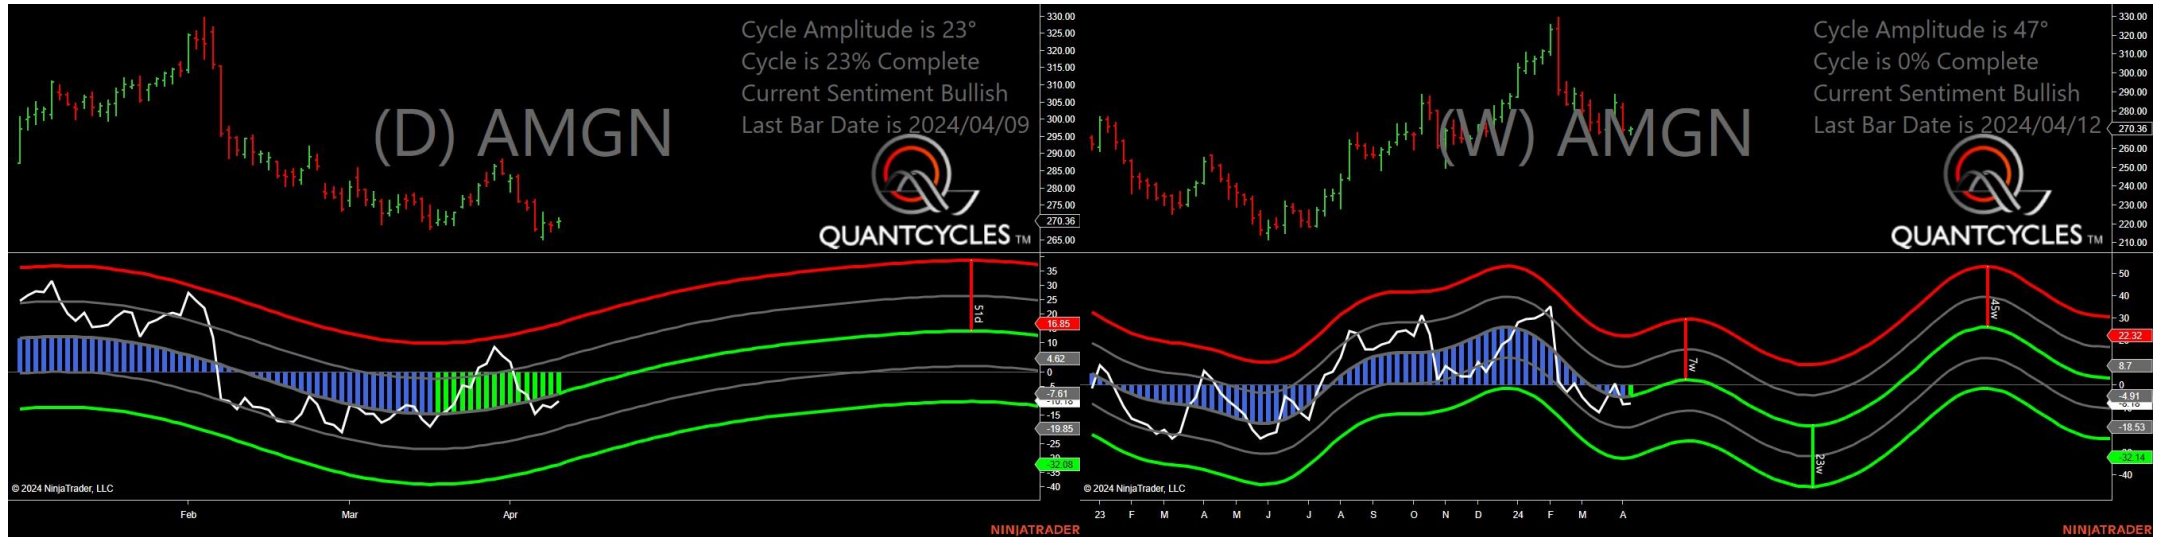 Cycle Amplitude is 23°
Cycle is 23% Complete
Current Sentiment Bullish
Last Bar Date is 2024/04/09
(D) AMGN
QUANTCYCLES TM
330.00
325.00
320.00
315.00
310.00
305.00
300.00
295.00
290.00
285.00
280.00
275.00
270.36
265.00
51d
35
30
25
20
16.85
10
4.62
0
-7.61
-15
-19.85
-25
-32.08
-35
-40
© 2024 NinjaTrader, LLC
Feb
Mar
Apr
NINJATRADER
Cycle Amplitude is 47°
Cycle is 0% Complete
Current Sentiment Bullish
Last Bar Date is 2024/04/12
(W) AMGN
QUANTCYCLES TM
330.00
320.00
310.00
300.00
290.00
280.00
270.36
260.00
250.00
240.00
230.00
220.00
210.00
7w
23w
45w
50
40
30
22.32
8.7
0
-4.91
-18.53
-32.14
-40
© 2024 NinjaTrader, LLC
23 F M A M J J A S O N D 24 F M A
NINJATRADER